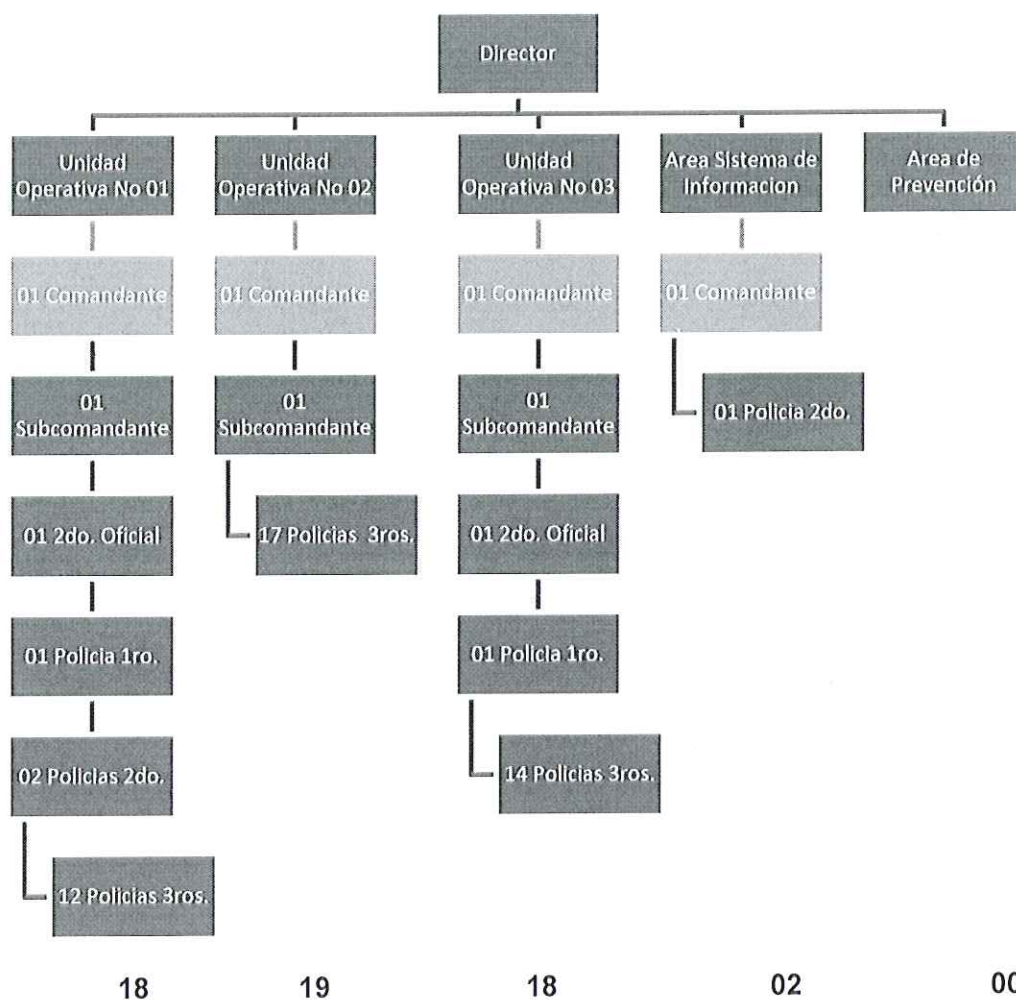 Director
Unidad
Operativa No 01
Unidad
Operativa No 02
Unidad
Operativa No 03
Area Sistema de
Informacion
Area de
Prevención
01 Comandante
01 Comandante
01 Comandante
01 Comandante
01
Subcomandante
01
Subcomandante
01
Subcomandante
01 Policia 2do.
01 2do. Oficial
17 Policias 3ros.
01 2do. Oficial
01 Policia 1ro.
01 Policia 1ro.
02 Policias 2do.
14 Policias 3ros.
12 Policias 3ros.
18 19 18 02 00